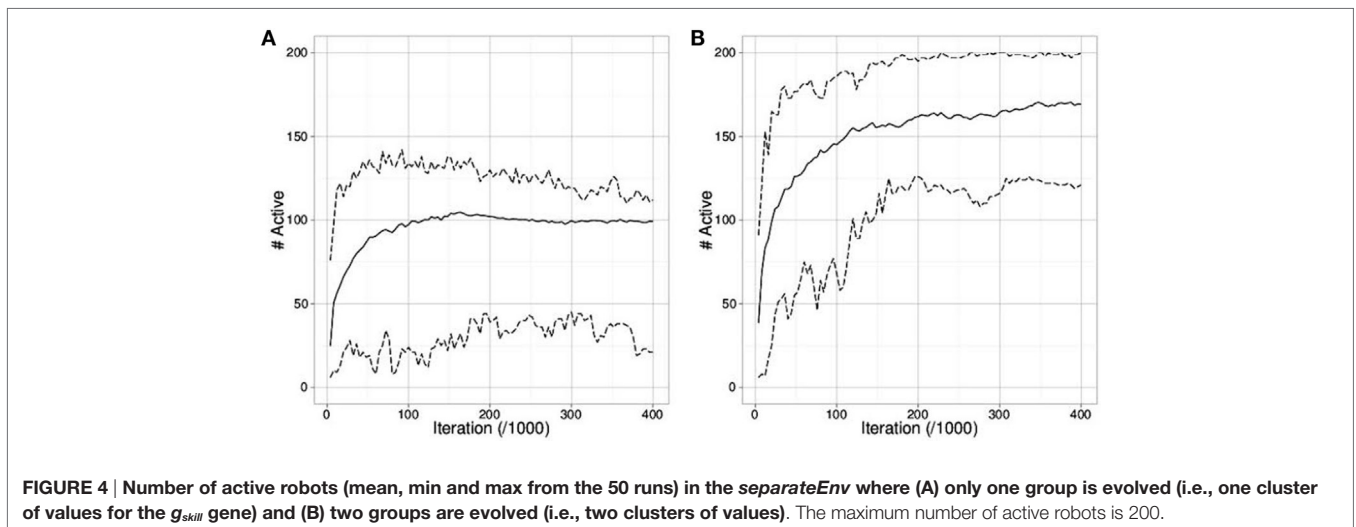 A
200
150
100
50
0
# Active
0
100
200
300
400
Iteration (/1000)
B
200
150
100
50
0
# Active
0
100
200
300
400
Iteration (/1000)
FIGURE 4 | Number of active robots (mean, min and max from the 50 runs) in the separateEnv where (A) only one group is evolved (i.e., one cluster
of values for the gskill gene) and (B) two groups are evolved (i.e., two clusters of values). The maximum number of active robots is 200.